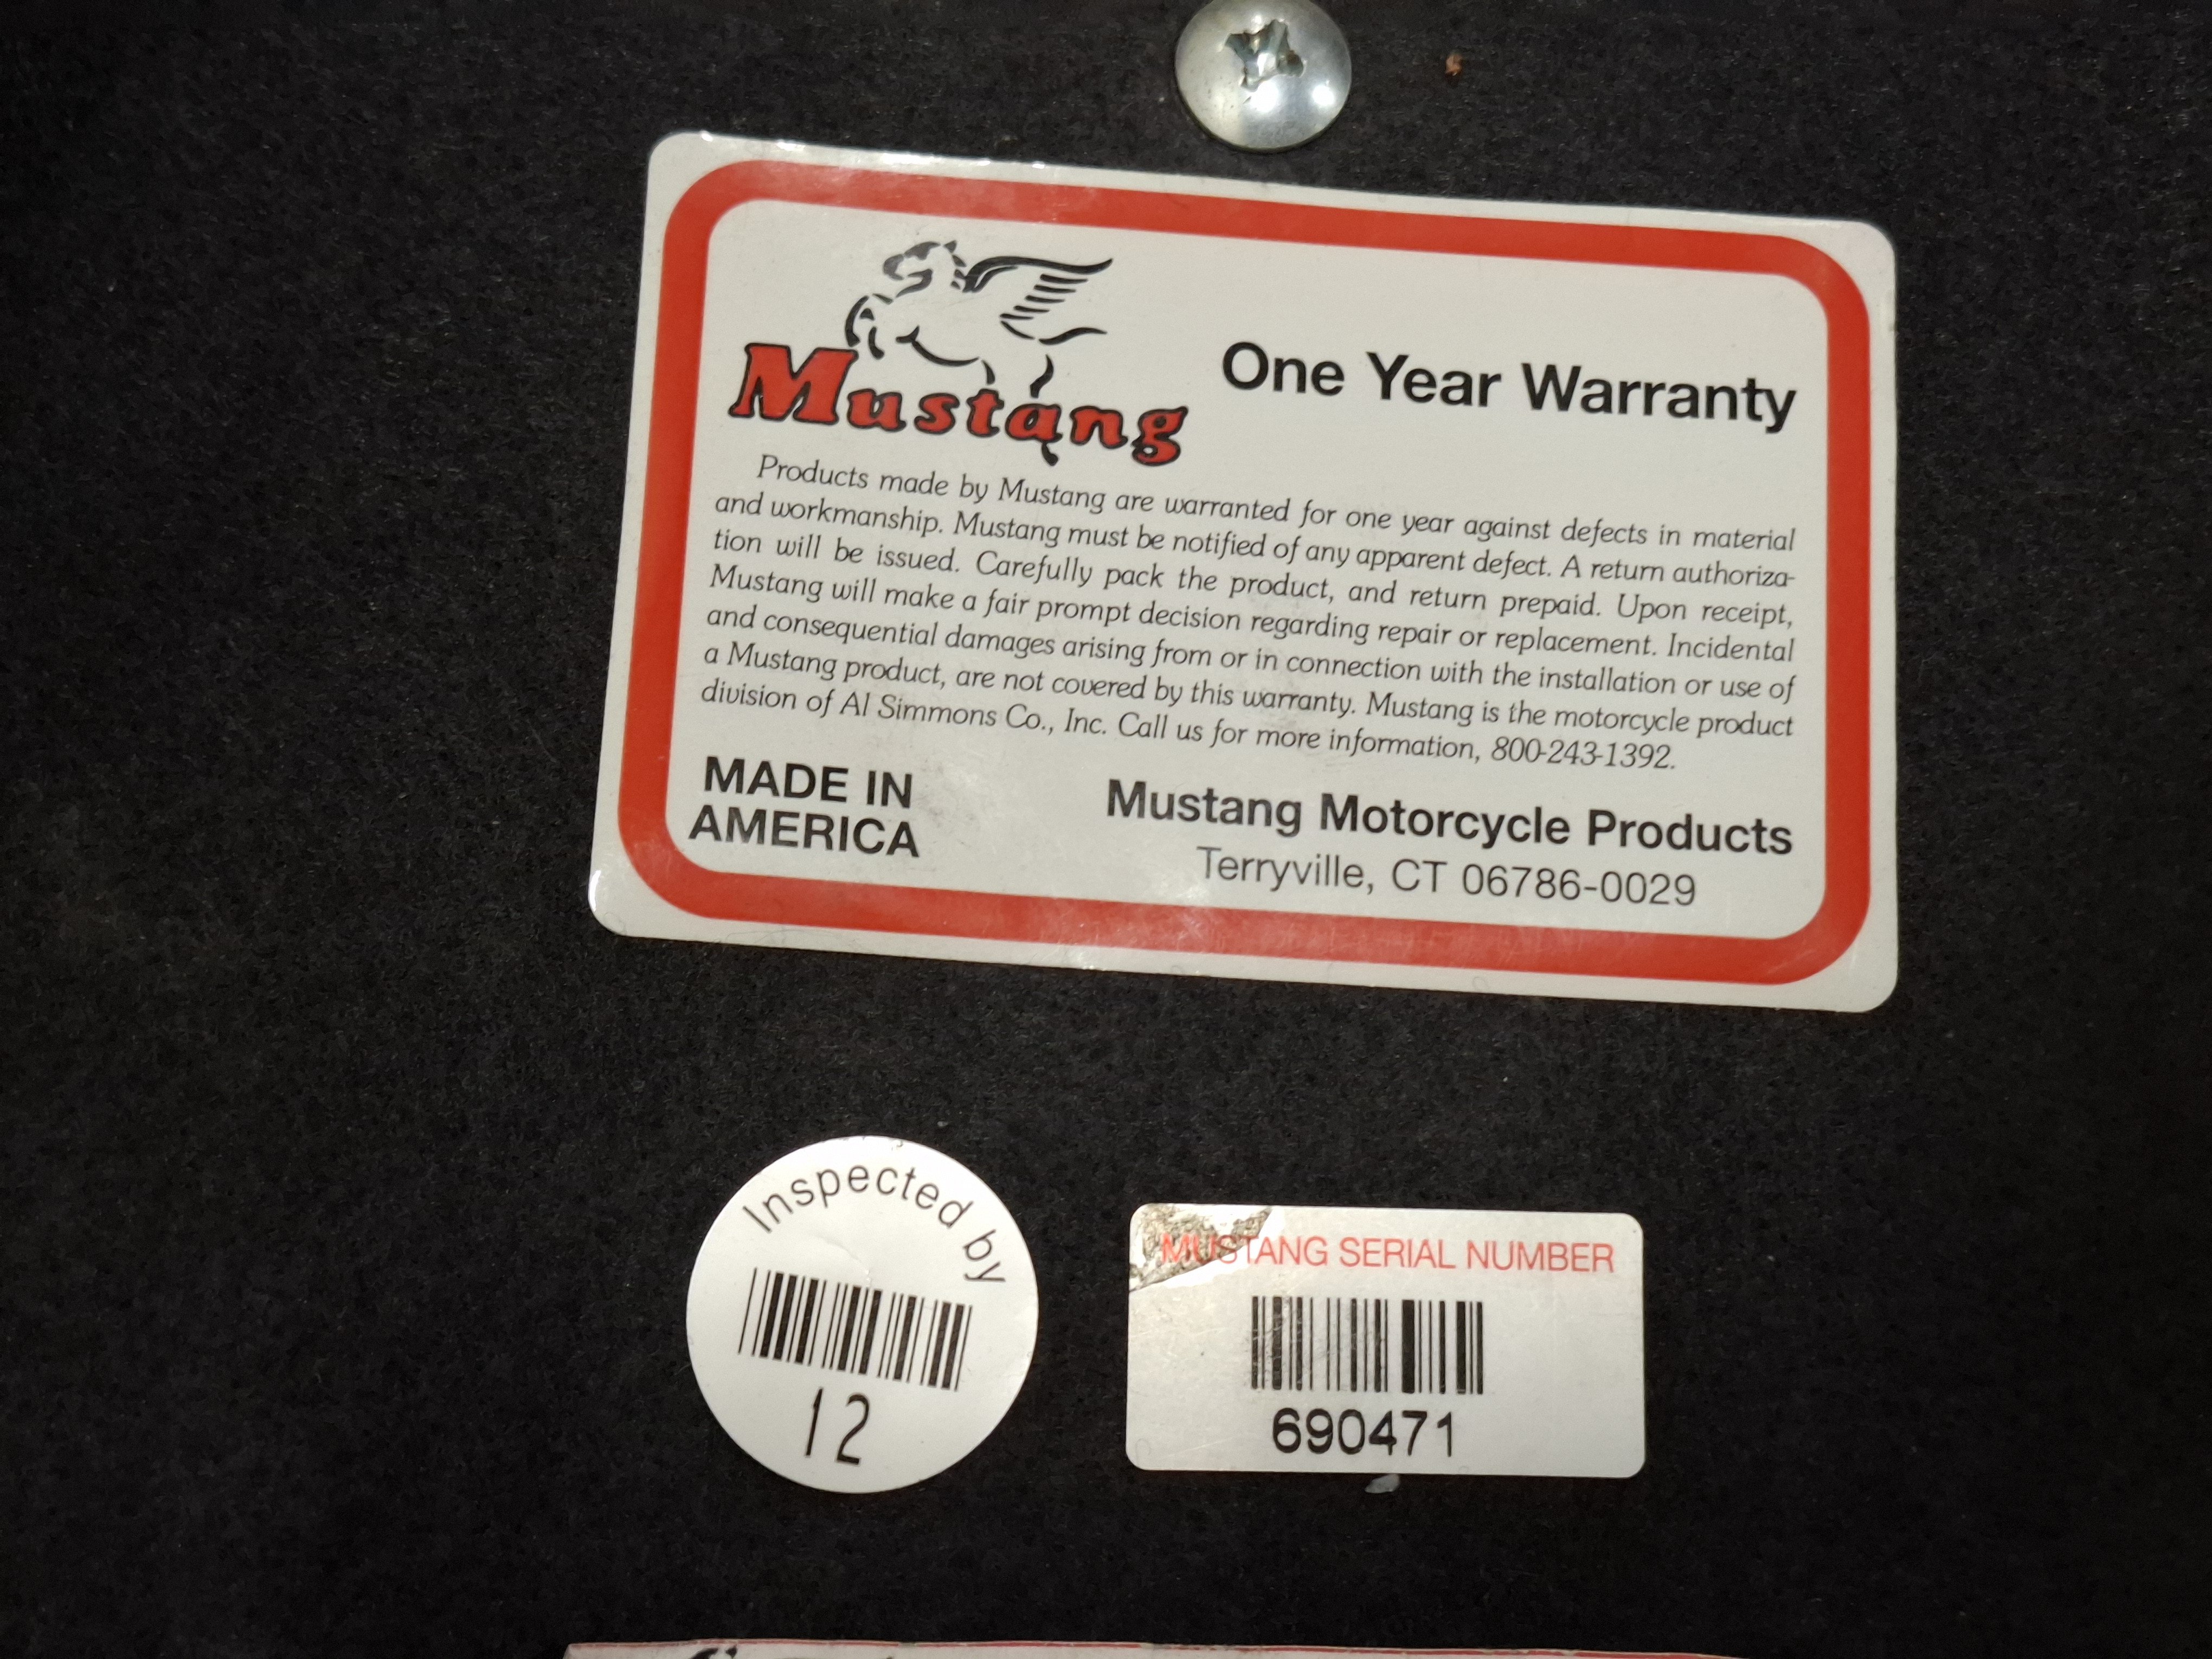 Mustang
One Year Warranty
Products made by Mustang are warranted for one year against defects in material
and workmanship. Mustang must be notified of any apparent defect. A return authoriza-
tion will be issued. Carefully pack the product, and return prepaid. Upon receipt,
Mustang will make a fair prompt decision regarding repair or replacement. Incidental
and consequential damages arising from or in connection with the installation or use of
a Mustang product, are not covered by this warranty. Mustang is the motorcycle product
division of Al Simmons Co., Inc. Call us for more information, 800-243-1392.
MADE IN
AMERICA
Mustang Motorcycle Products
Terryville, CT 06786-0029
Inspected by
12
MUSTANG SERIAL NUMBER
690471